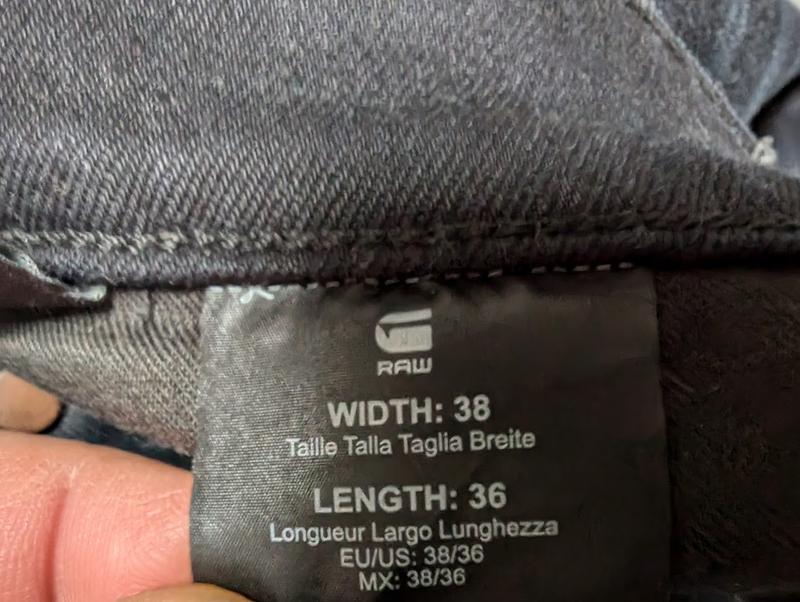 RAW
WIDTH: 38
Taille Talla Taglia Breite
LENGTH: 36
Longueur Largo Lunghezza
EU/US: 38/36
MX: 38/36